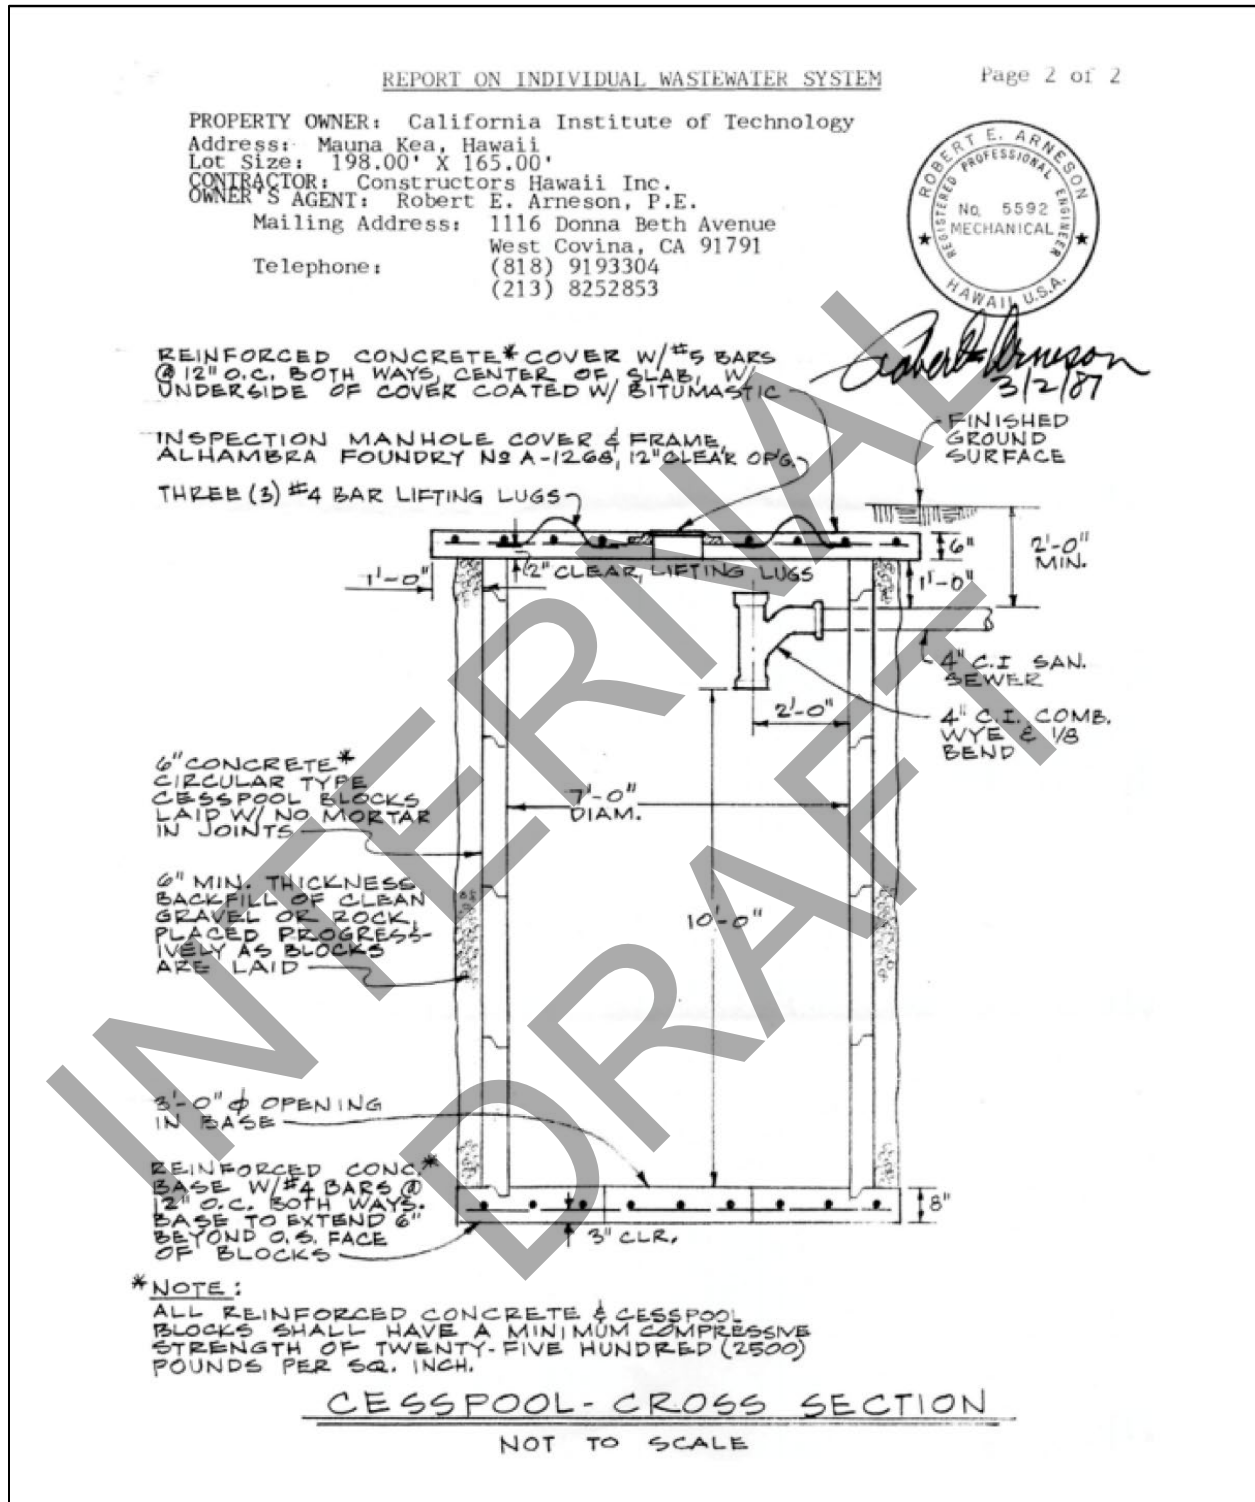 REPORT ON INDIVIDUAL WASTEWATER SYSTEM
Page 2 of 2
PROPERTY OWNER: California Institute of Technology
Address: Mauna Kea, Hawaii
Lot Size: 198.00' X 165.00'
CONTRACTOR: Constructors Hawaii Inc.
OWNER'S AGENT: Robert E. Arneson, P.E.
Mailing Address: 1116 Donna Beth Avenue
West Covina, CA 91791
Telephone: (818) 9193304
(213) 8252853
ROBERT E. ARNESON
REGISTERED PROFESSIONAL ENGINEER
No. 5592
MECHANICAL
HAWAII U.S.A.
Robert E Arneson
3/2/87
REINFORCED CONCRETE* COVER W/#5 BARS
@ 12" O.C. BOTH WAYS, CENTER OF SLAB, W/
UNDERSIDE OF COVER COATED W/ BITUMASTIC
FINISHED
GROUND
SURFACE
INSPECTION MANHOLE COVER & FRAME,
ALHAMBRA FOUNDRY No A-1268, 12" CLEAR OP'G.
THREE (3) #4 BAR LIFTING LUGS
6"
2'-0"
MIN.
1'-0"
2" CLEAR, LIFTING LUGS
1'-0"
4" C.I SAN.
SEWER
2'-0"
4" C.I. COMB.
WYE & 1/8
BEND
6" CONCRETE*
CIRCULAR TYPE
CESSPOOL BLOCKS
LAID W/ NO MORTAR
IN JOINTS
7'-0"
DIAM.
6" MIN. THICKNESS
BACKFILL OF CLEAN
GRAVEL OR ROCK,
PLACED PROGRESS-
IVELY AS BLOCKS
ARE LAID
10'-0"
3'-0" ϕ OPENING
IN BASE
REINFORCED CONC.*
BASE W/#4 BARS @
12" O.C. BOTH WAYS.
BASE TO EXTEND 6"
BEYOND O.S. FACE
OF BLOCKS
8"
3" CLR.
*NOTE:
ALL REINFORCED CONCRETE & CESSPOOL
BLOCKS SHALL HAVE A MINIMUM COMPRESSIVE
STRENGTH OF TWENTY-FIVE HUNDRED (2500)
POUNDS PER SQ. INCH.
CESSPOOL-CROSS SECTION
NOT TO SCALE
INTERNAL
DRAFT